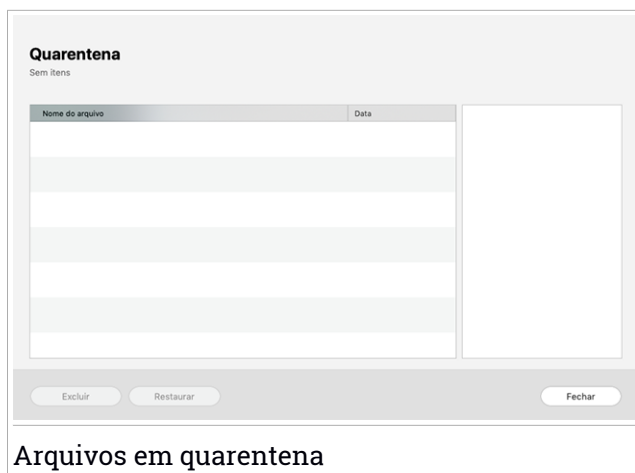 Quarentena
Sem itens
Nome do arquivo Data
Excluir Restaurar Fechar
Arquivos em quarentena